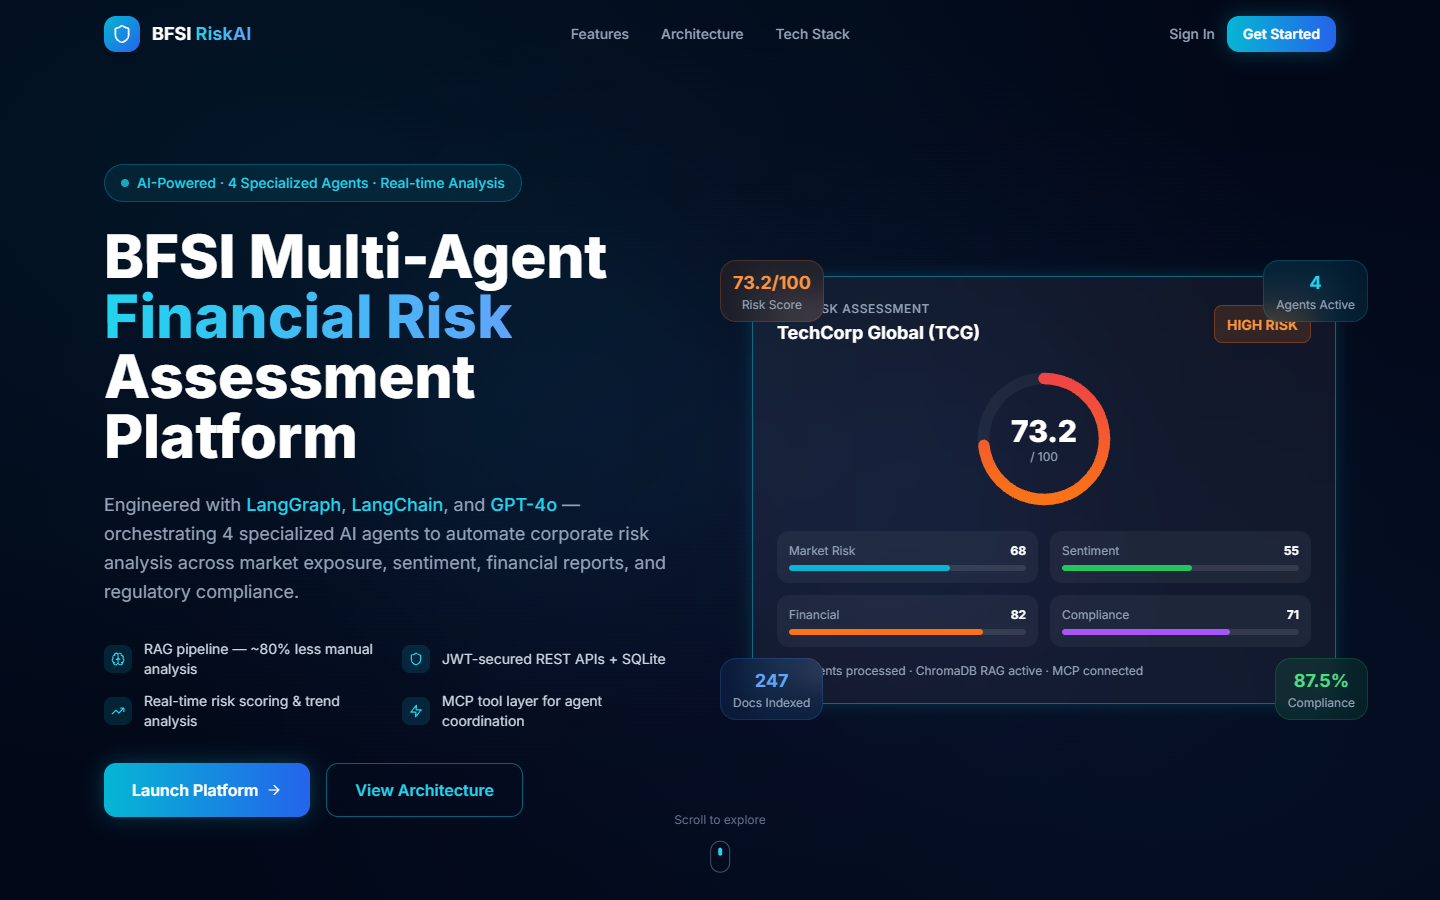 BFSI RiskAI
Features
Architecture
Tech Stack
Sign In
Get Started
AI-Powered · 4 Specialized Agents · Real-time Analysis
BFSI Multi-Agent
Financial Risk
Assessment
Platform
Engineered with LangGraph, LangChain, and GPT-4o —
orchestrating 4 specialized AI agents to automate corporate risk
analysis across market exposure, sentiment, financial reports, and
regulatory compliance.
RAG pipeline — ~80% less manual
analysis
JWT-secured REST APIs + SQLite
Real-time risk scoring & trend
analysis
MCP tool layer for agent
coordination
Launch Platform →
View Architecture
73.2/100
Risk Score
4
Agents Active
ASSESSMENT
TechCorp Global (TCG)
HIGH RISK
73.2
/ 100
Market Risk 68
Sentiment 55
Financial 82
Compliance 71
processed · ChromaDB RAG active · MCP connected
247
Docs Indexed
87.5%
Compliance
Scroll to explore